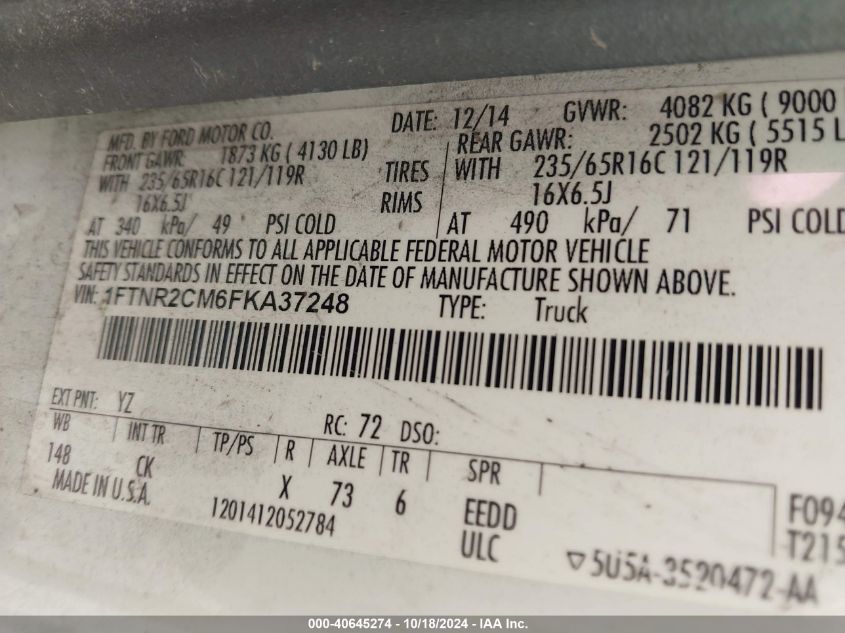 MFD. BY FORD MOTOR CO.
DATE: 12/14
GVWR: 4082 KG ( 9000
FRONT GAWR: 1873 KG ( 4130 LB)
REAR GAWR: 2502 KG ( 5515 L
WITH 235/65R16C 121/119R
TIRES
WITH 235/65R16C 121/119R
16X6.5J
RIMS
16X6.5J
AT 340 kPa/ 49 PSI COLD
AT 490 kPa/ 71 PSI COLD
THIS VEHICLE CONFORMS TO ALL APPLICABLE FEDERAL MOTOR VEHICLE
SAFETY STANDARDS IN EFFECT ON THE DATE OF MANUFACTURE SHOWN ABOVE.
VIN: 1FTNR2CM6FKA37248
TYPE: Truck
EXT PNT: YZ
RC: 72 DSO:
WB INT TR TP/PS R AXLE TR SPR
148 CK X 73 6 EEDD
F094
MADE IN U.S.A.
1201412052784
ULC
T215
▽5U5A-3520472-AA
000-40645274 - 10/18/2024 - IAA Inc.